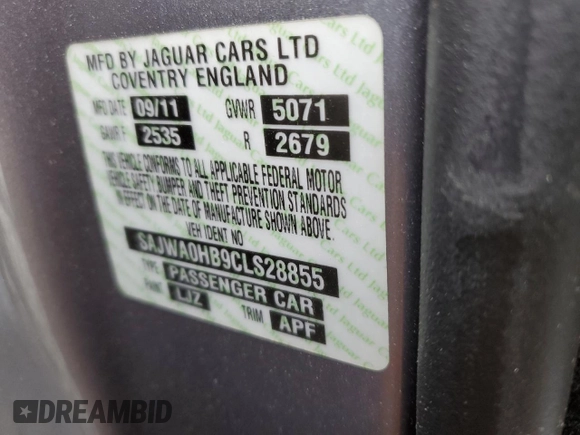 MFD BY JAGUAR CARS LTD
COVENTRY ENGLAND
MFD DATE 09/11 GVWR 5071
GAWR F 2535 R 2679
THIS VEHICLE CONFORMS TO ALL APPLICABLE FEDERAL MOTOR
VEHICLE SAFETY BUMPER AND THEFT PREVENTION STANDARDS
IN EFFECT ON THE DATE OF MANUFACTURE SHOWN ABOVE.
VEH IDENT NO
SAJWA0HB9CLS28855
TYPE PASSENGER CAR
PAINT LJZ TRIM APF
DREAMBID